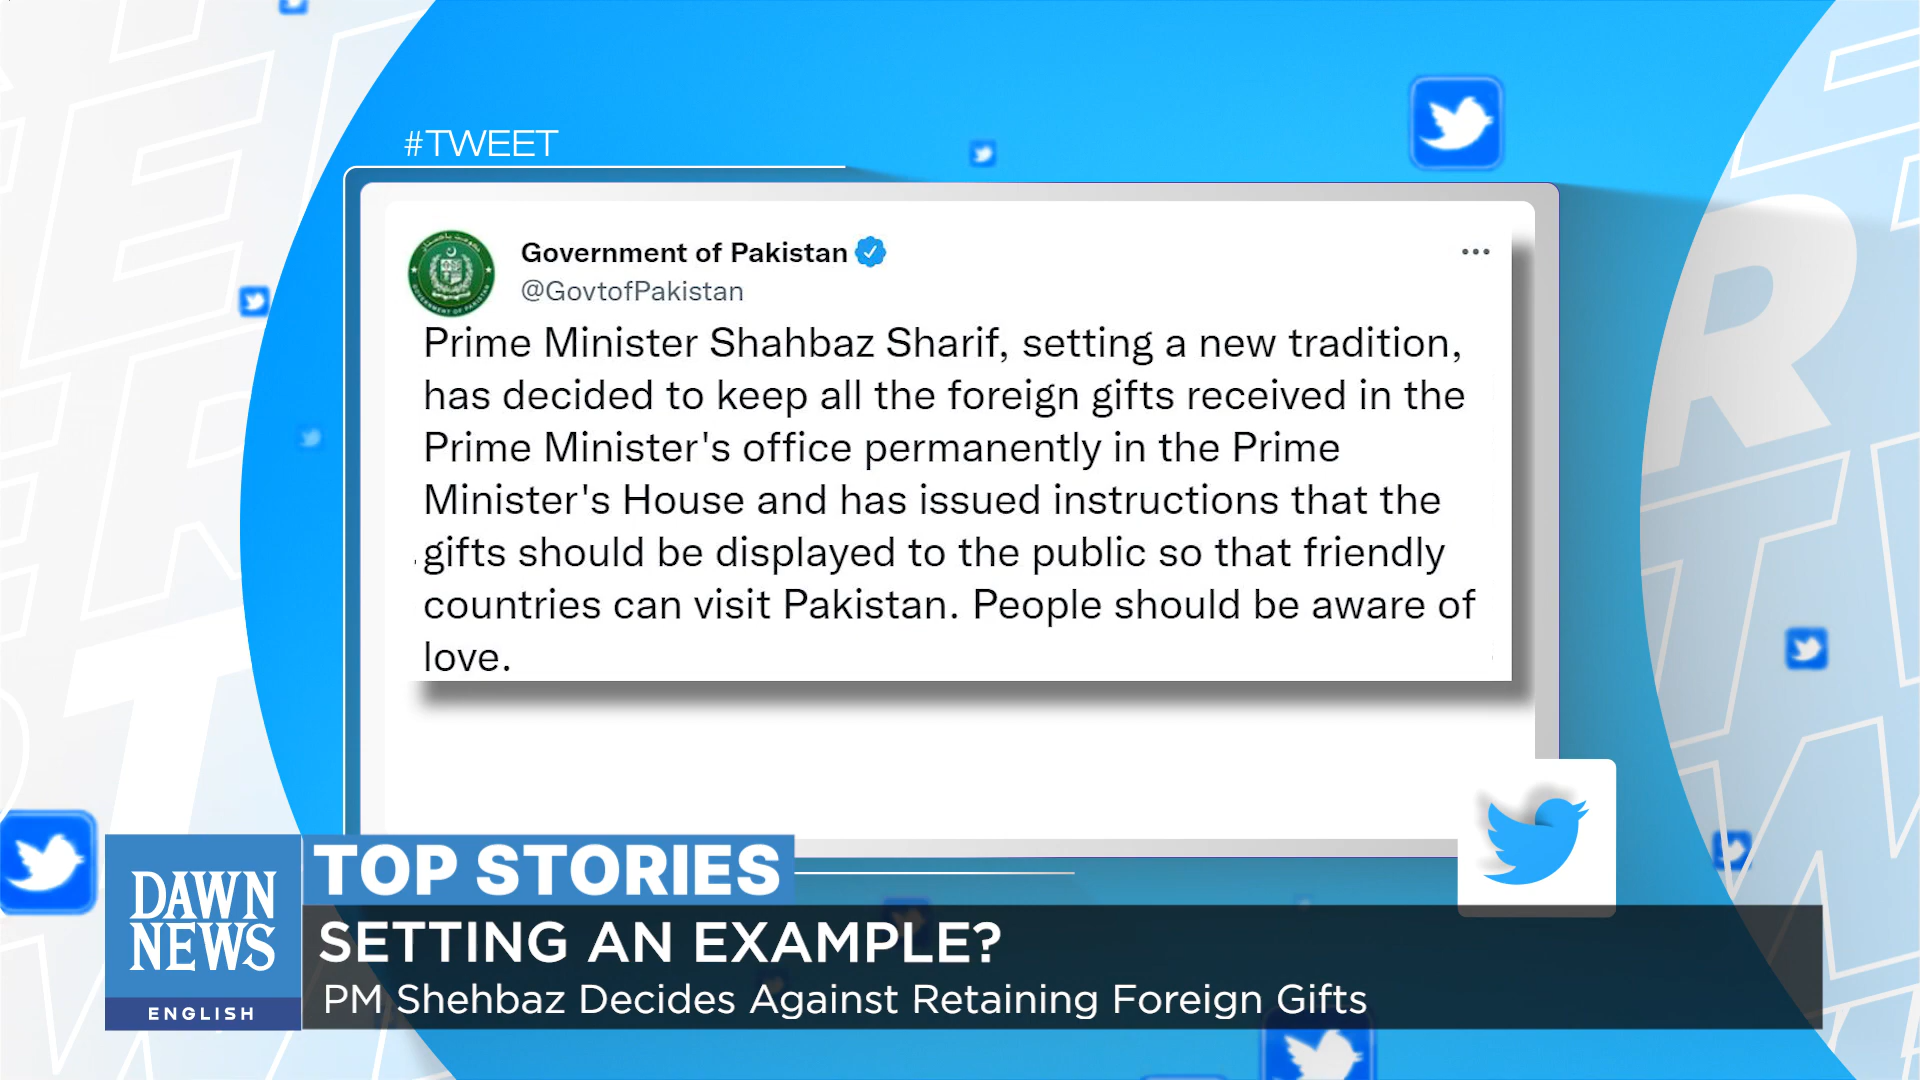 #TWEET
Government of Pakistan
@GovtofPakistan
Prime Minister Shahbaz Sharif, setting a new tradition,
has decided to keep all the foreign gifts received in the
Prime Minister's office permanently in the Prime
Minister's House and has issued instructions that the
gifts should be displayed to the public so that friendly
countries can visit Pakistan. People should be aware of
love.
TOP STORIES
DAWN
NEWS
ENGLISH
SETTING AN EXAMPLE?
PM Shehbaz Decides Against Retaining Foreign Gifts